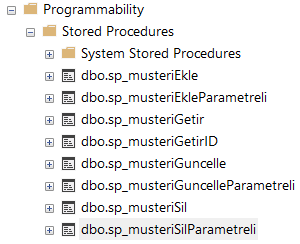 Programmability
Stored Procedures
System Stored Procedures
dbo.sp_musteriEkle
dbo.sp_musteriEkleParametreli
dbo.sp_musteriGetir
dbo.sp_musteriGetirID
dbo.sp_musteriGuncelle
dbo.sp_musteriGuncelleParametreli
dbo.sp_musteriSil
dbo.sp_musteriSilParametreli